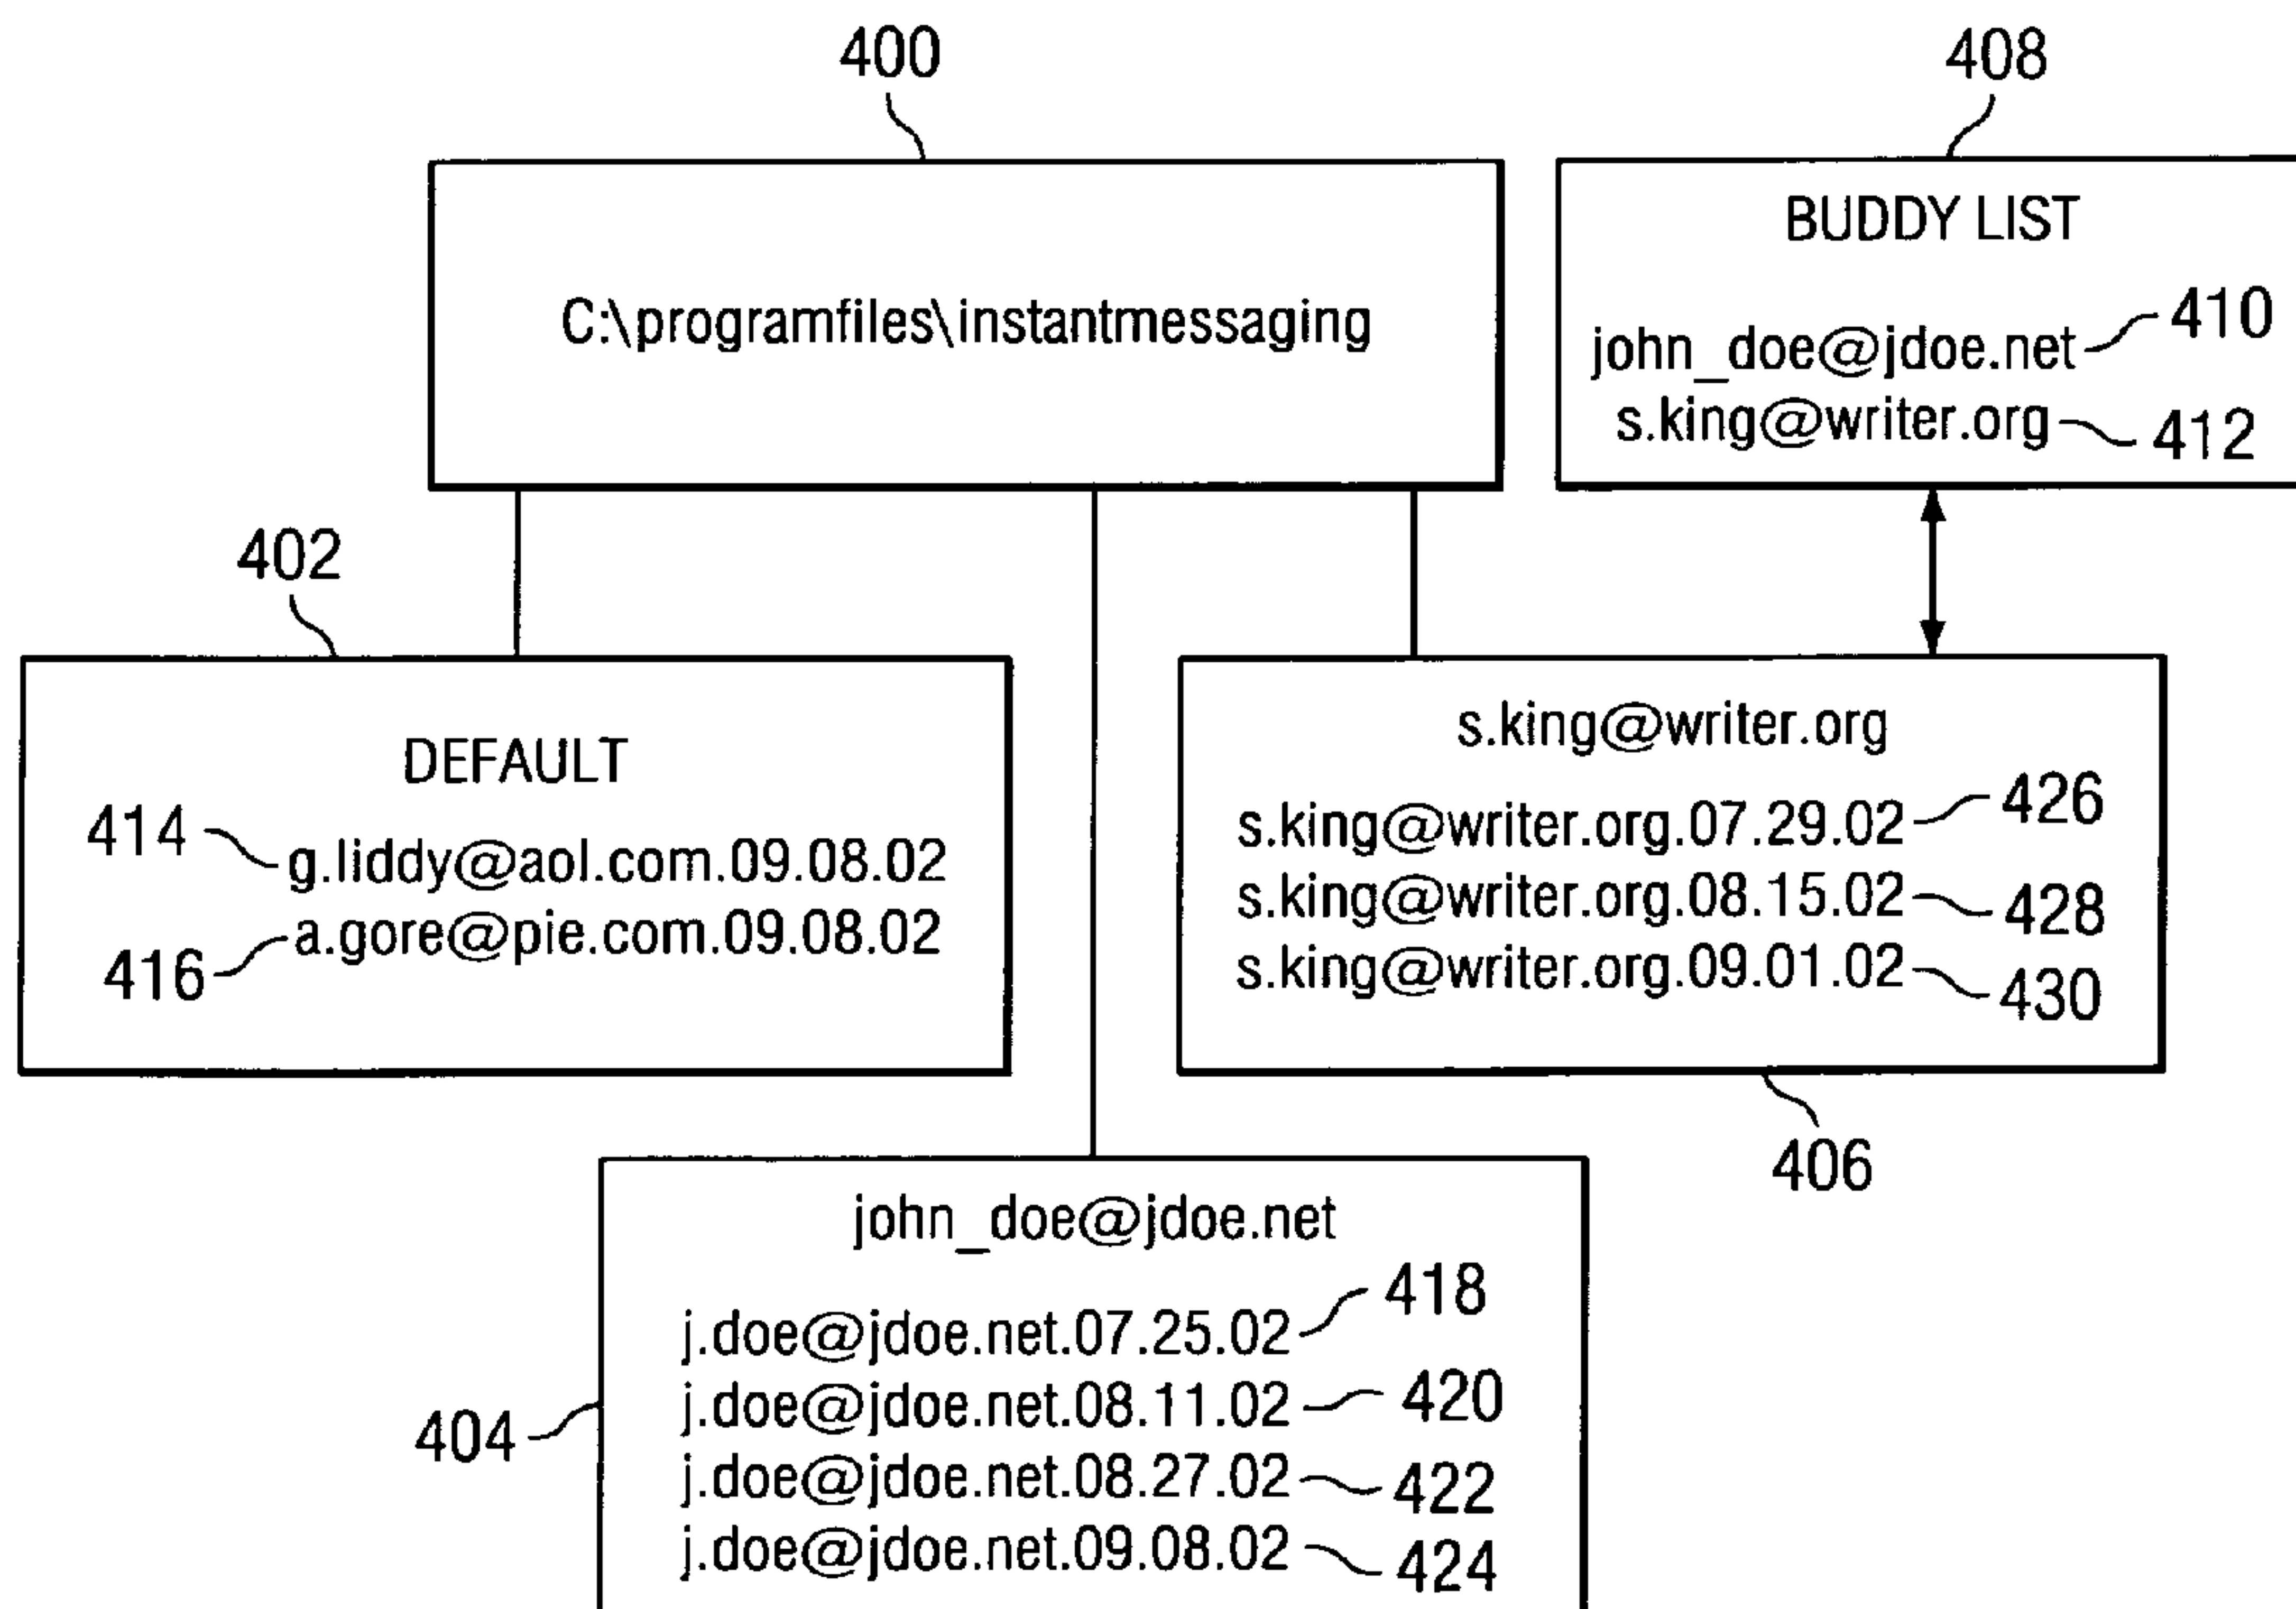 400
408
C:\programfiles\instantmessaging
BUDDY LIST
john_doe@jdoe.net 410
s.king@writer.org 412
402
DEFAULT
414 g.liddy@aol.com.09.08.02
416 a.gore@pie.com.09.08.02
s.king@writer.org
s.king@writer.org.07.29.02 426
s.king@writer.org.08.15.02 428
s.king@writer.org.09.01.02 430
406
john_doe@jdoe.net
j.doe@jdoe.net.07.25.02 418
j.doe@jdoe.net.08.11.02 420
404
j.doe@jdoe.net.08.27.02 422
j.doe@jdoe.net.09.08.02 424